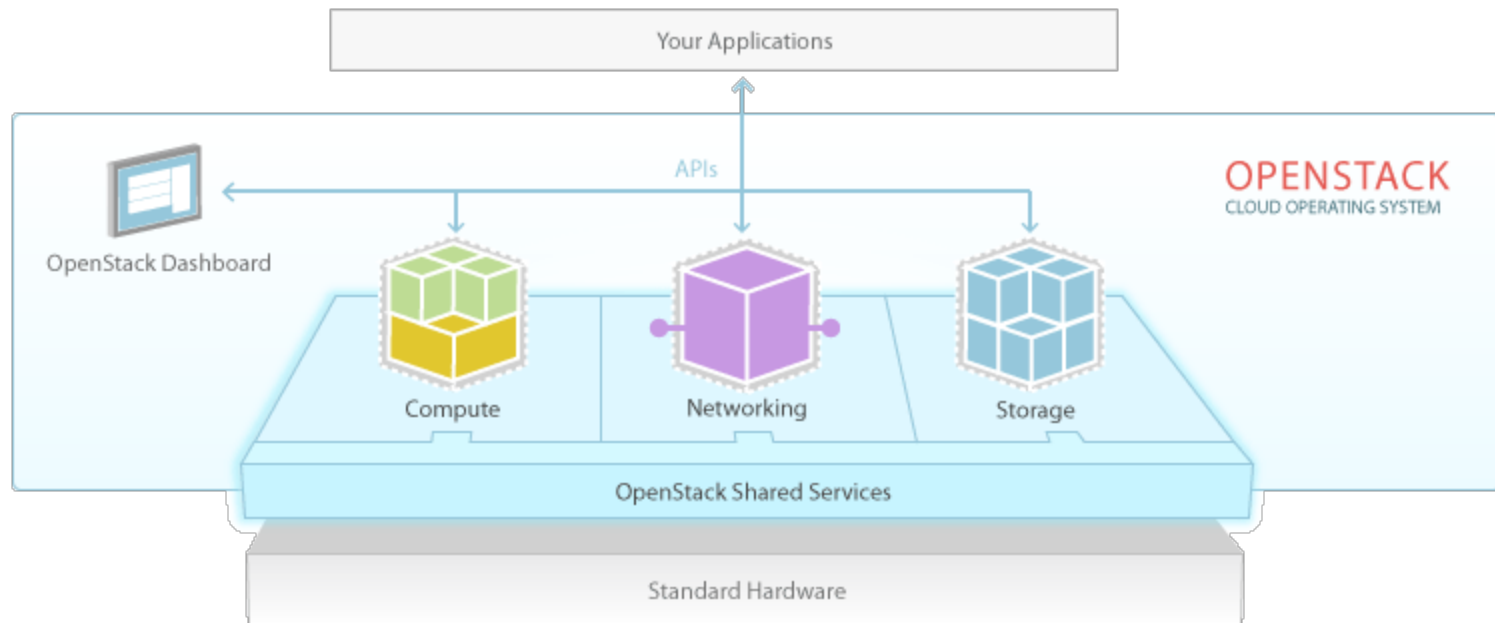 Your Applications
APIs
OPENSTACK
CLOUD OPERATING SYSTEM
OpenStack Dashboard
Compute
Networking
Storage
OpenStack Shared Services
Standard Hardware